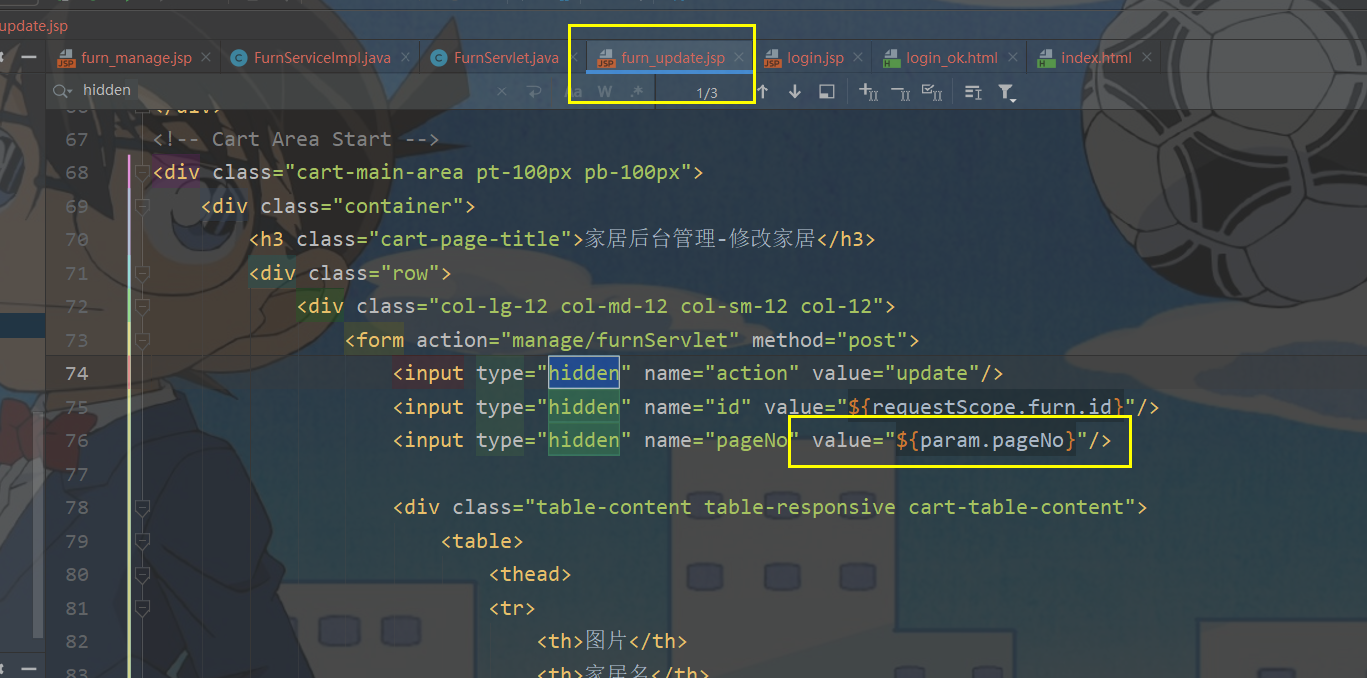 update.jsp
furn_manage.jsp
FurnServiceImpl.java
FurnServlet.java
furn_update.jsp
login.jsp
login_ok.html
index.html
hidden
Aa W .* 1/3
67 <!-- Cart Area Start -->
68 <div class="cart-main-area pt-100px pb-100px">
69 <div class="container">
70 <h3 class="cart-page-title">家居后台管理-修改家居</h3>
71 <div class="row">
72 <div class="col-lg-12 col-md-12 col-sm-12 col-12">
73 <form action="manage/furnServlet" method="post">
74 <input type="hidden" name="action" value="update"/>
75 <input type="hidden" name="id" value="${requestScope.furn.id}"/>
76 <input type="hidden" name="pageNo" value="${param.pageNo}"/>
77
78 <div class="table-content table-responsive cart-table-content">
79 <table>
80 <thead>
81 <tr>
82 <th>图片</th>
83 <th>家居名</th>